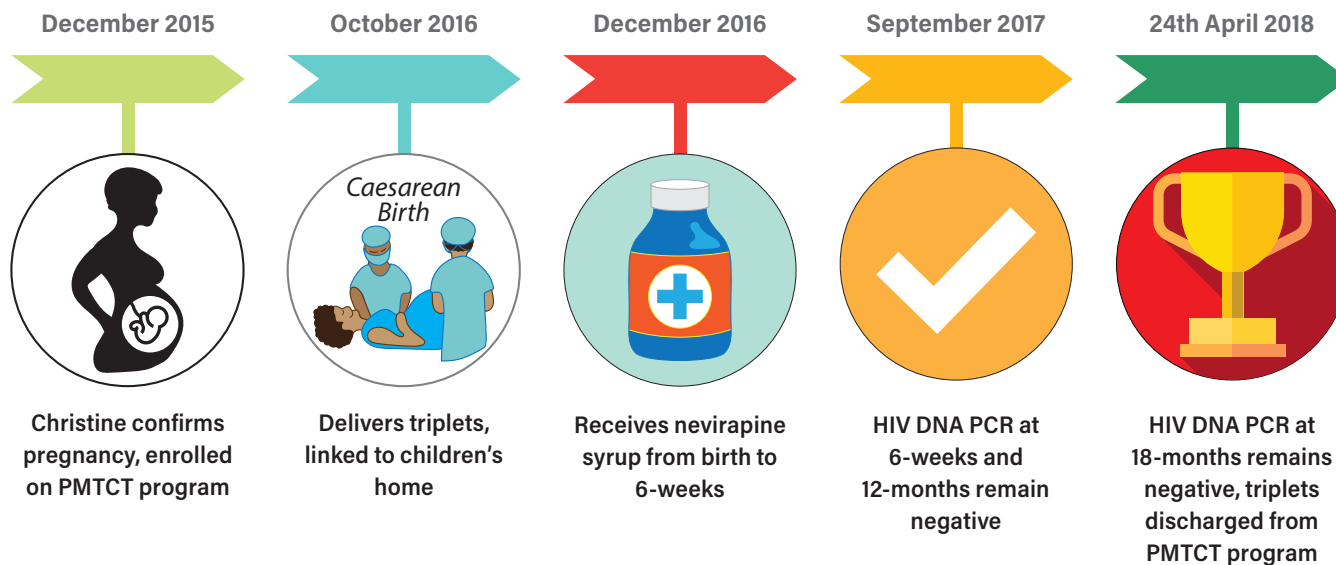 December 2015
October 2016
December 2016
September 2017
24th April 2018
Caesarean
Birth
Christine confirms
pregnancy, enrolled
on PMTCT program
Delivers triplets,
linked to children’s
home
Receives nevirapine
syrup from birth to
6-weeks
HIV DNA PCR at
6-weeks and
12-months remain
negative
HIV DNA PCR at
18-months remains
negative, triplets
discharged from
PMTCT program